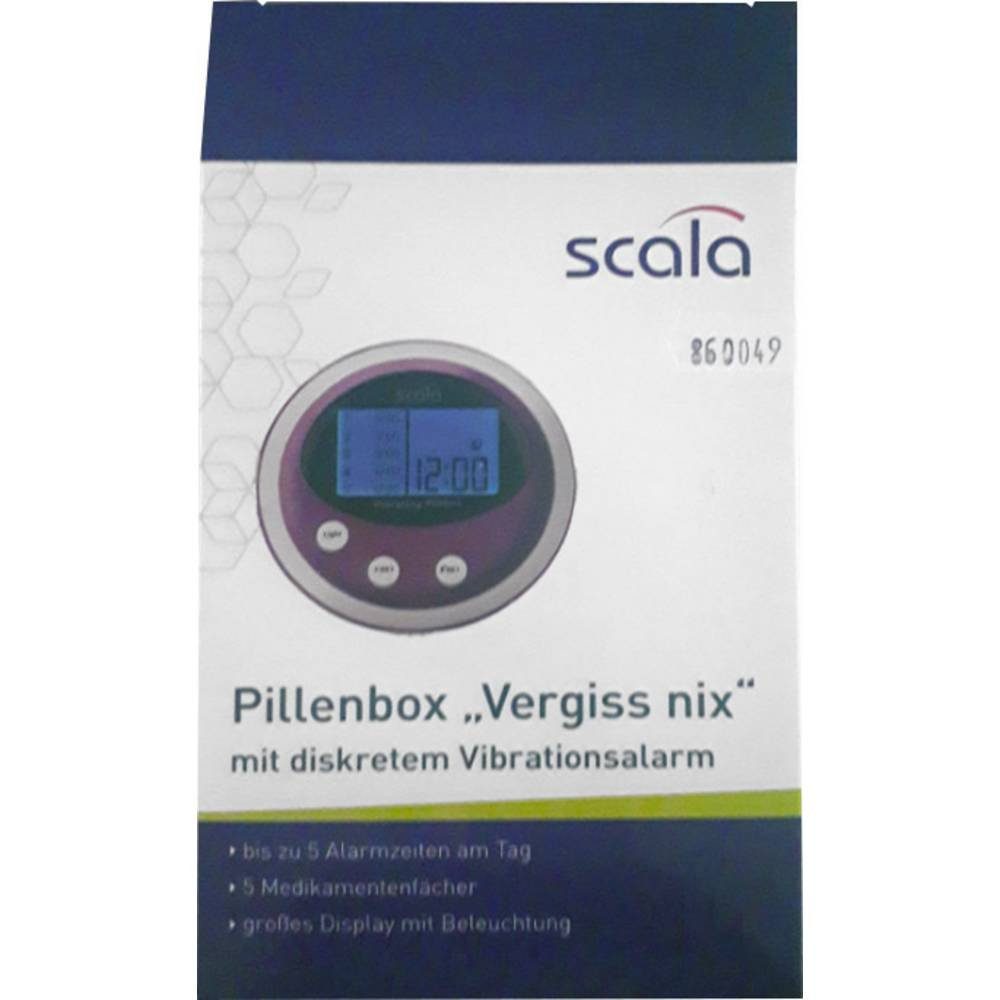 scala
860049
scala
12:00
Pillenbox „Vergiss nix“
mit diskretem Vibrationsalarm
‣ bis zu 5 Alarmzeiten am Tag
‣ 5 Medikamentenfächer
‣ großes Display mit Beleuchtung